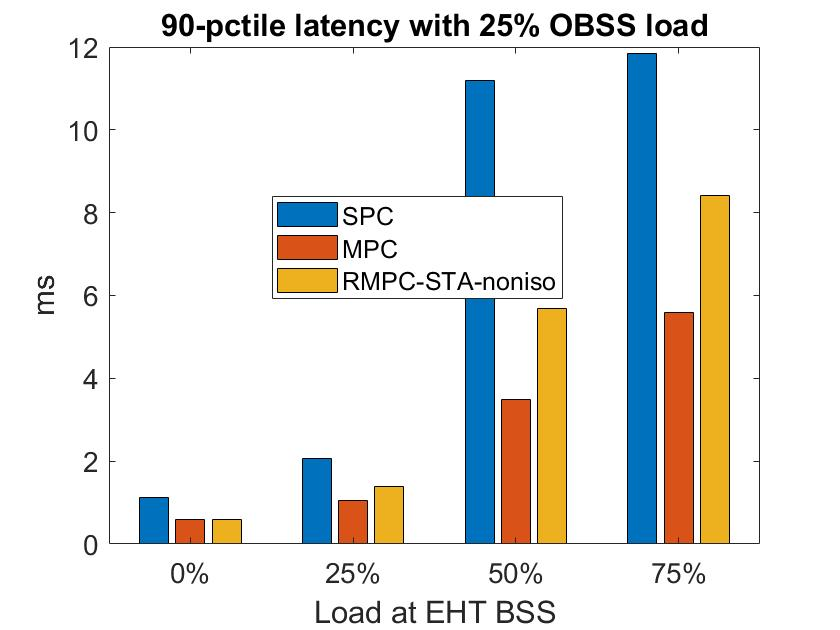 90-pctile latency with 25% OBSS load
12
10
8
6
4
2
0
ms
SPC
MPC
RMPC-STA-noniso
0% 25% 50% 75%
Load at EHT BSS